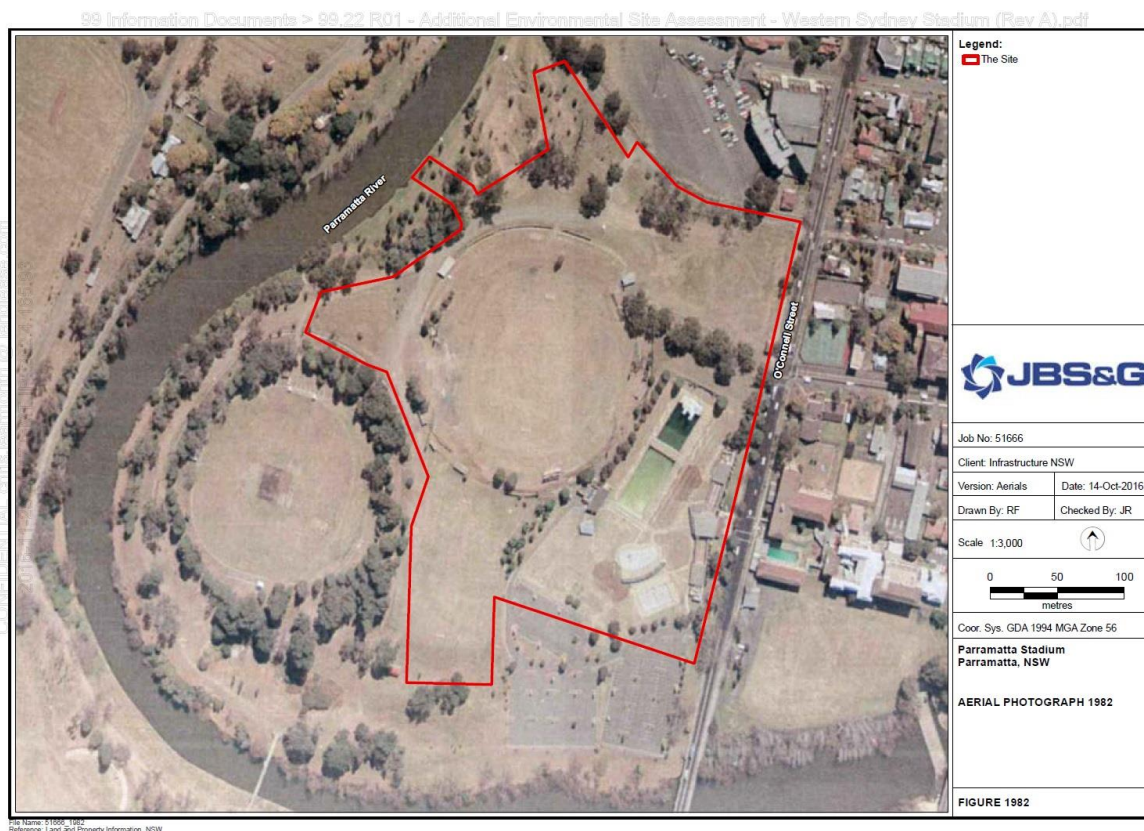 99 Information Documents > 99.22 R01 - Additional Environmental Site Assessment - Western Sydney Stadium (Rev A).pdf
Legend:
The Site
Parramatta River
O'Connell Street
JBS&G
Job No: 51666
Client: Infrastructure NSW
Version: Aerials
Date: 14-Oct-2016
Drawn By: RF
Checked By: JR
Scale 1:3,000
0 50 100
metres
Coor. Sys. GDA 1994 MGA Zone 56
Parramatta Stadium
Parramatta, NSW
AERIAL PHOTOGRAPH 1982
FIGURE 1982
File Name: 51666_1982
Reference: Land and Property Information, NSW